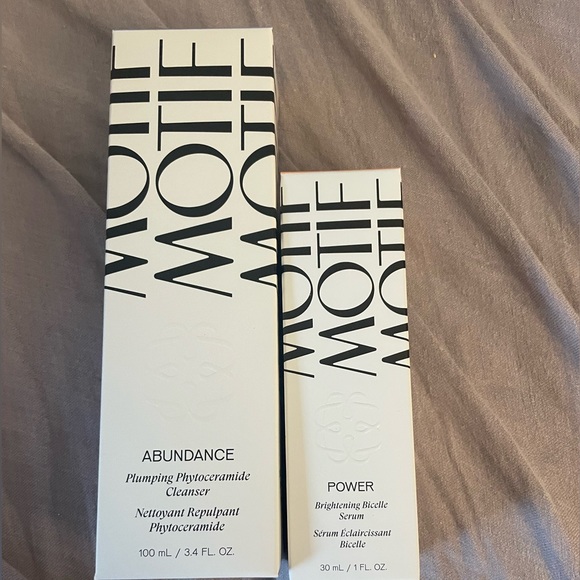 MOTIF MOTIF MOTIF
ABUNDANCE
Plumping Phytoceramide
Cleanser
Nettoyant Repulpant
Phytoceramide
100 mL / 3.4 FL. OZ.
MOTIF MOTIF MOTIF
POWER
Brightening Bicelle
Serum
Sérum Éclaircissant
Bicelle
30 mL / 1 FL. OZ.